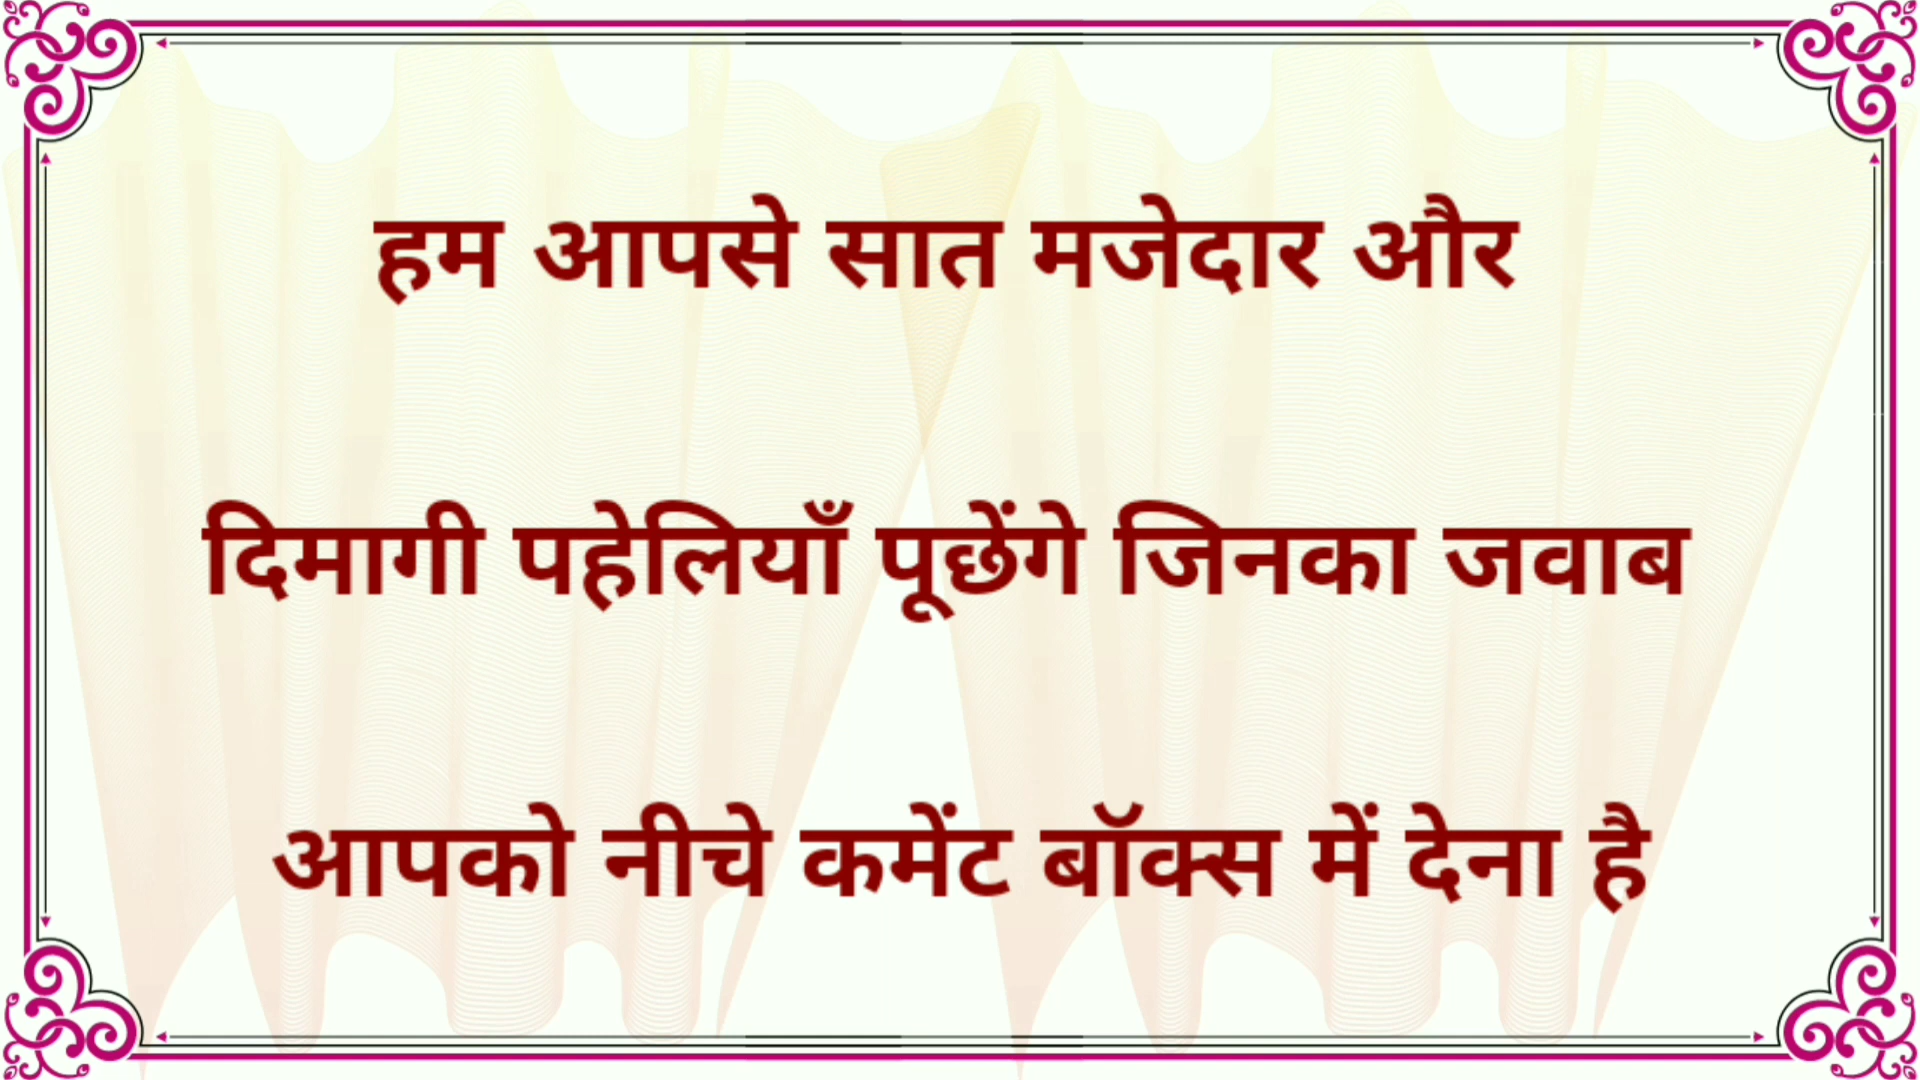 हम आपसे सात मजेदार और
दिमागी पहेलियाँ पूछेंगे जिनका जवाब
आपको नीचे कमेंट बॉक्स में देना है